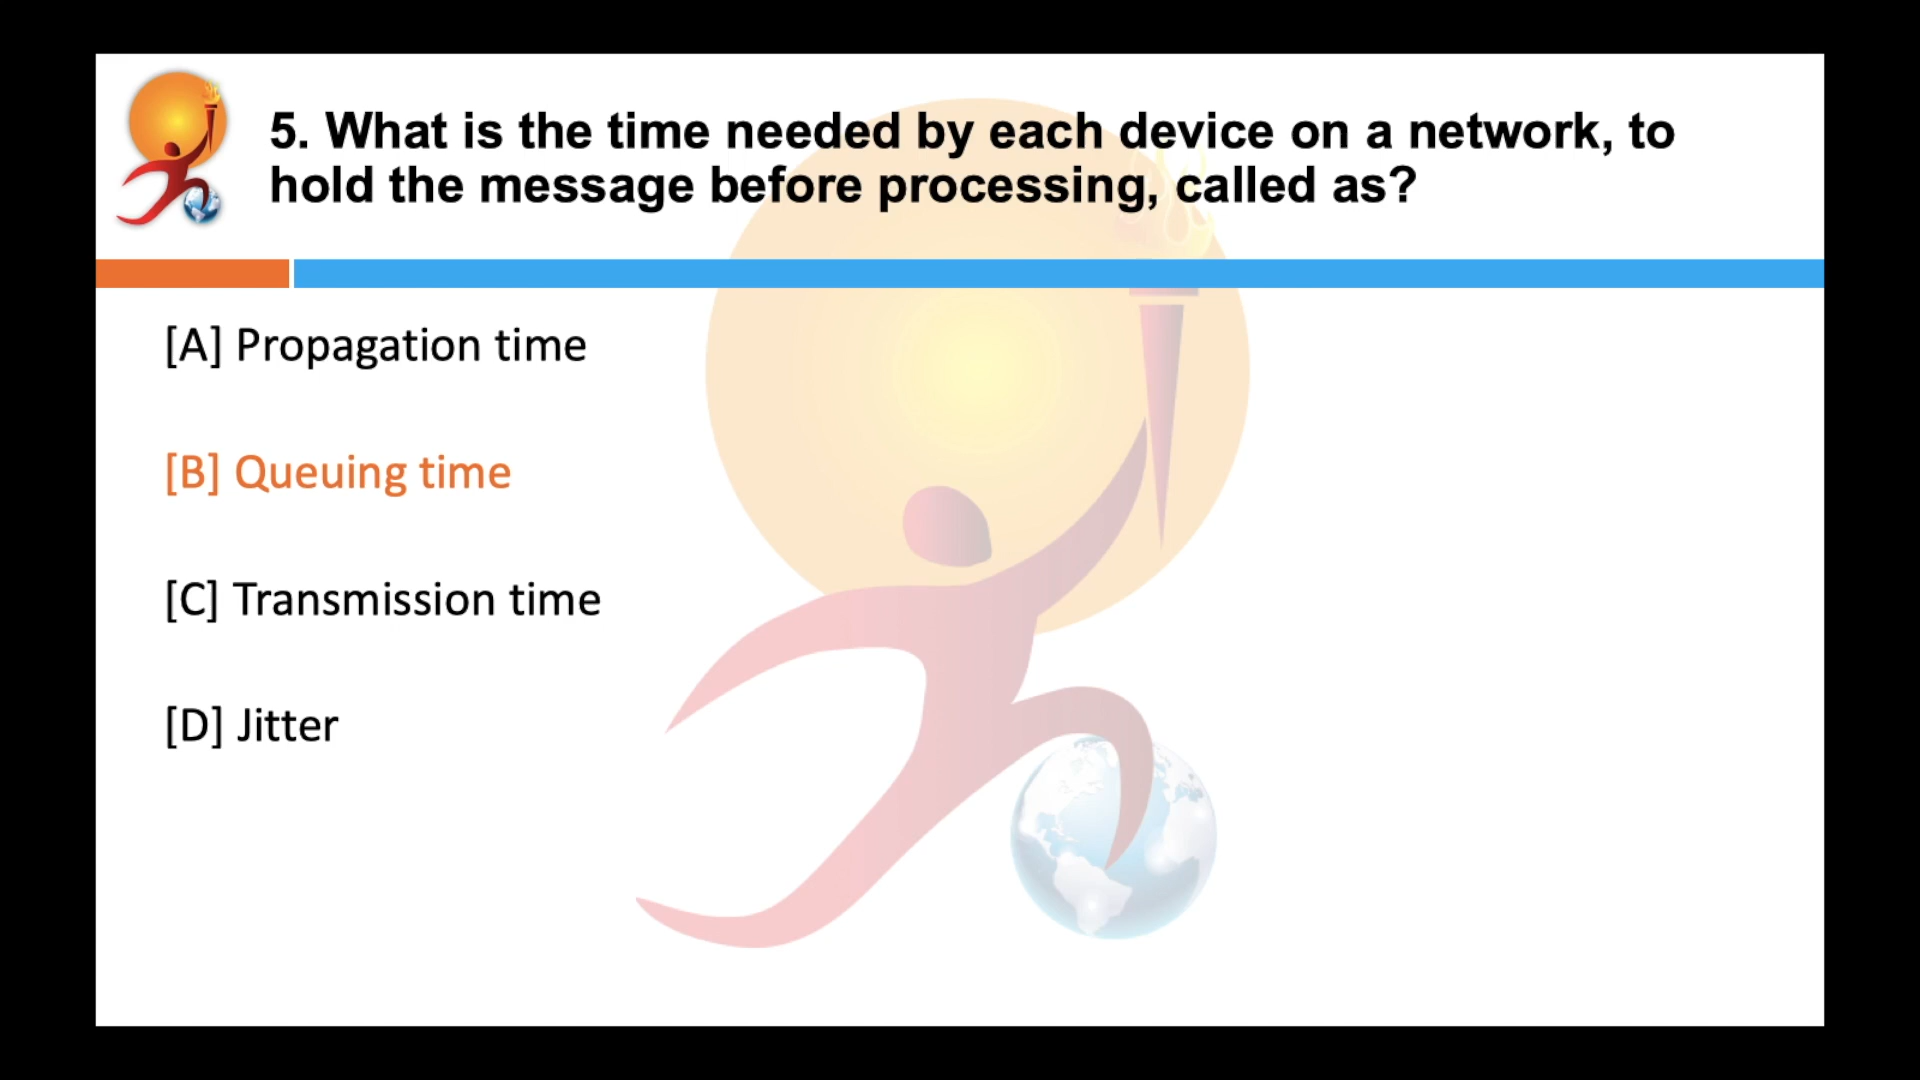 5. What is the time needed by each device on a network, to
hold the message before processing, called as?
[A] Propagation time
[B] Queuing time
[C] Transmission time
[D] Jitter